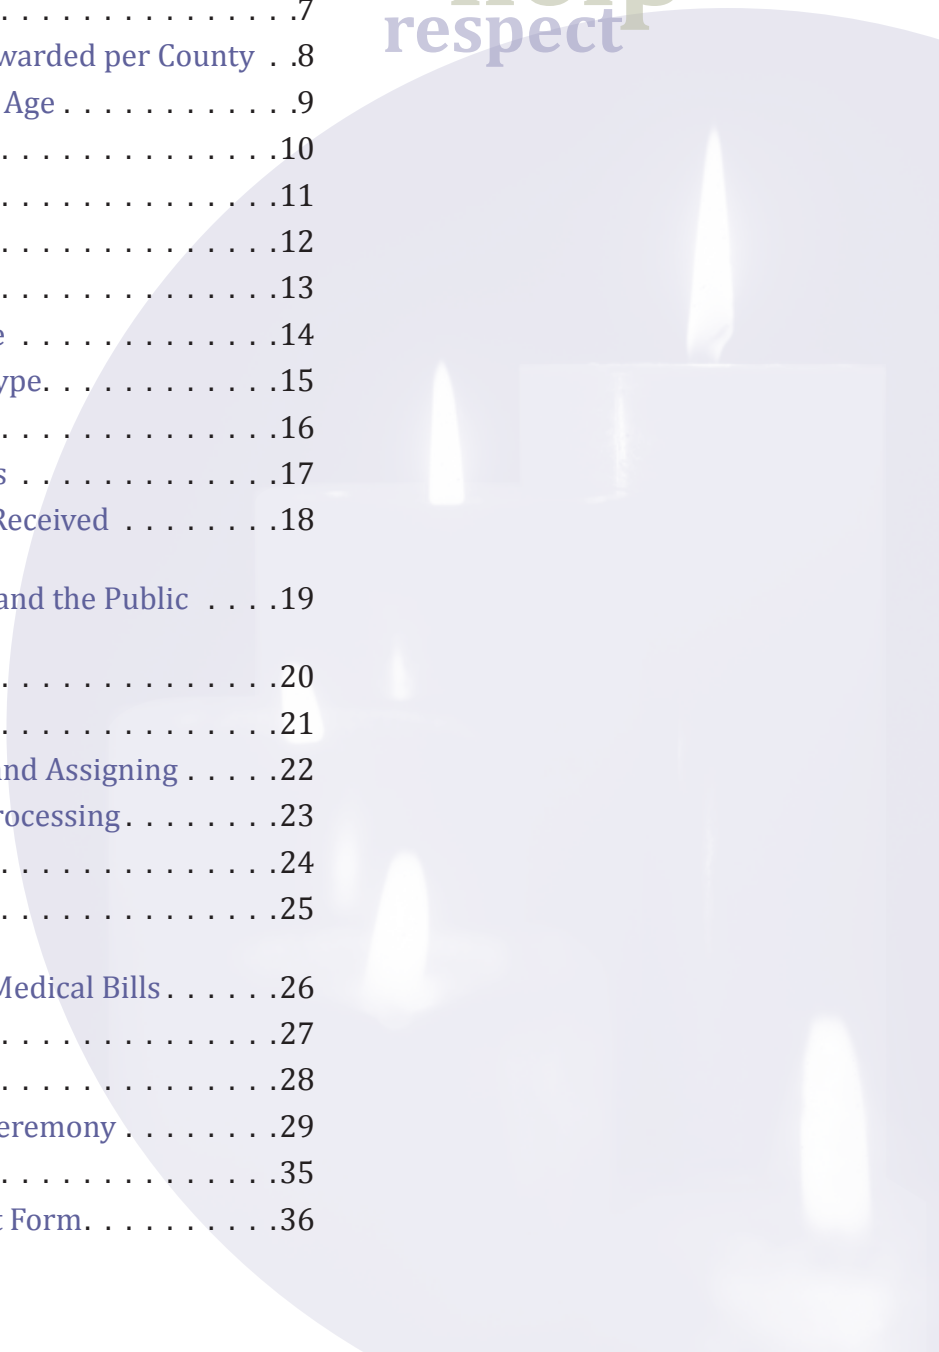 . . . . . . . . . . . . . .7
help
respect
warded per County . .8
Age . . . . . . . . . . . .9
. . . . . . . . . . . . . .10
. . . . . . . . . . . . . .11
. . . . . . . . . . . . . .12
. . . . . . . . . . . . . .13
e . . . . . . . . . . . . .14
ype. . . . . . . . . . . .15
. . . . . . . . . . . . . .16
s . . . . . . . . . . . . .17
Received . . . . . . . .18
and the Public . . . .19
. . . . . . . . . . . . . .20
. . . . . . . . . . . . . .21
nd Assigning . . . . .22
rocessing. . . . . . . .23
. . . . . . . . . . . . . .24
. . . . . . . . . . . . . .25
Medical Bills . . . . . .26
. . . . . . . . . . . . . .27
. . . . . . . . . . . . . .28
eremony . . . . . . . .29
. . . . . . . . . . . . . .35
t Form. . . . . . . . . .36